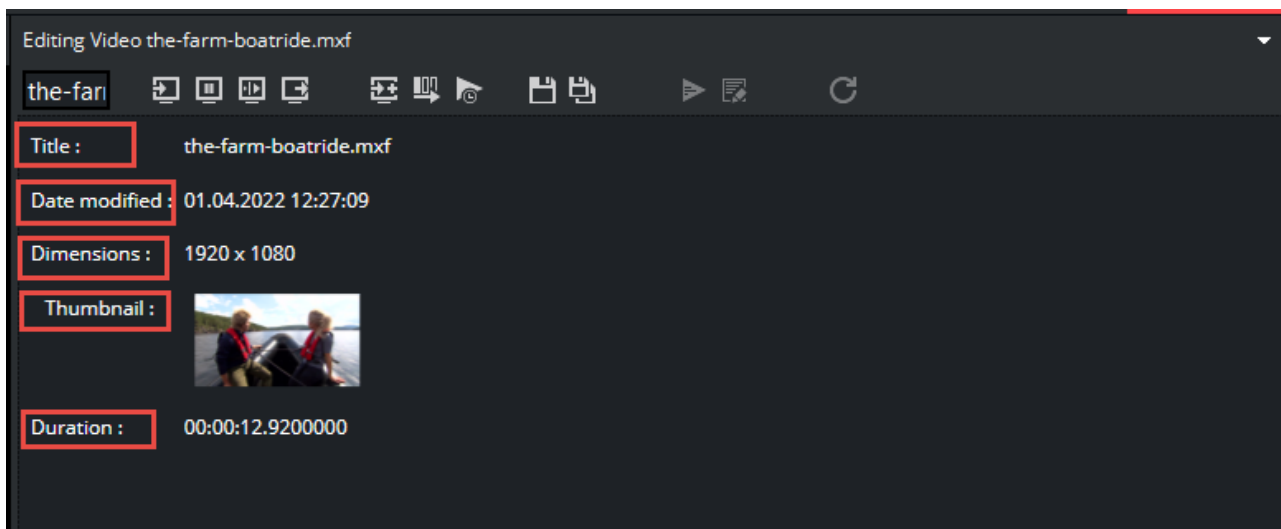 Editing Video the-farm-boatride.mxf
the-far
Title : the-farm-boatride.mxf
Date modified : 01.04.2022 12:27:09
Dimensions : 1920 x 1080
Thumbnail :
Duration : 00:00:12.9200000